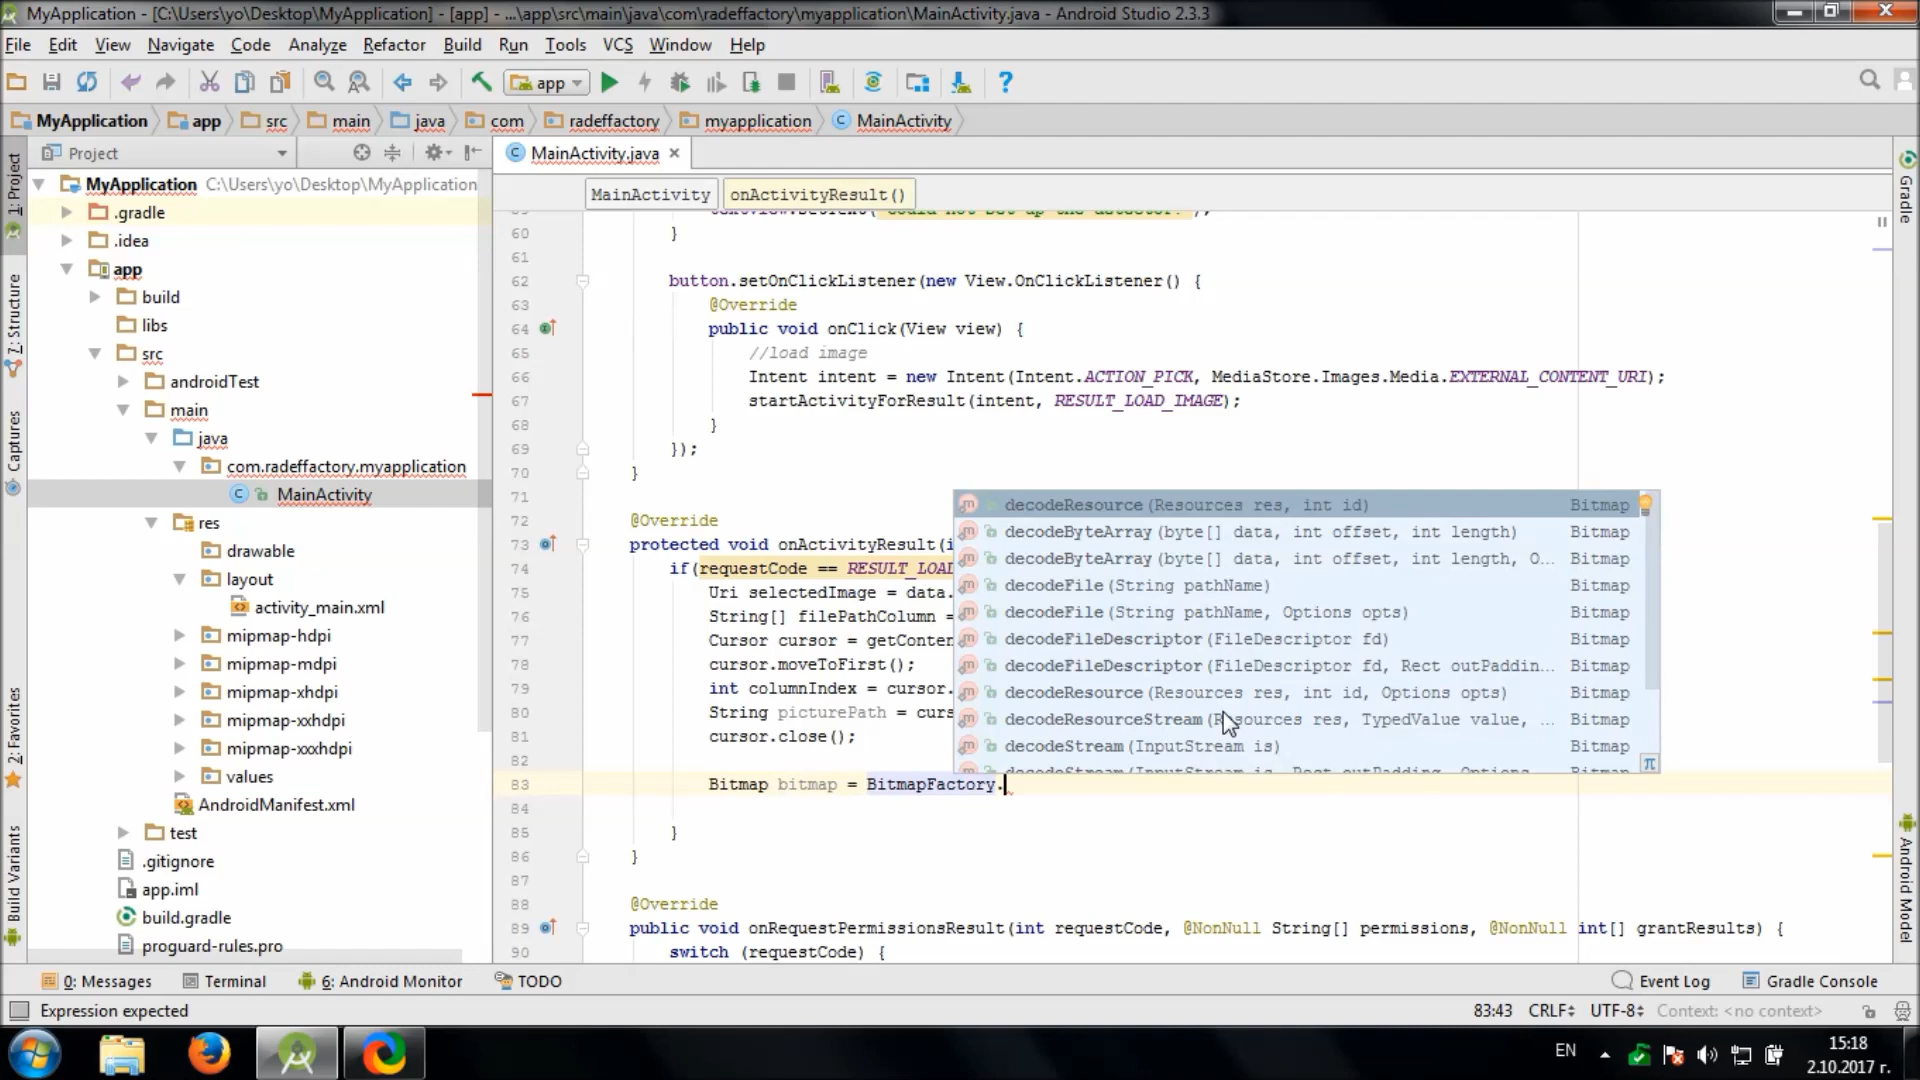 MyApplication - [C:\Users\yo\Desktop\MyApplication] - [app] - ...\app\src\main\java\com\radeffactory\myapplication\MainActivity.java - Android Studio 2.3.3
File Edit View Navigate Code Analyze Refactor Build Run Tools VCS Window Help
app
MyApplication app src main java com radeffactory myapplication MainActivity
Project
MainActivity.java
1: Project
7: Structure
Captures
2: Favorites
Build Variants
MyApplication C:\Users\yo\Desktop\MyApplication
.gradle
.idea
app
build
libs
src
androidTest
main
java
com.radeffactory.myapplication
MainActivity
res
drawable
layout
activity_main.xml
mipmap-hdpi
mipmap-mdpi
mipmap-xhdpi
mipmap-xxhdpi
mipmap-xxxhdpi
values
AndroidManifest.xml
test
.gitignore
app.iml
build.gradle
proguard-rules.pro
MainActivity onActivityResult()
60 }
61
62 button.setOnClickListener(new View.OnClickListener() {
63 @Override
64 public void onClick(View view) {
65 //load image
66 Intent intent = new Intent(Intent.ACTION_PICK, MediaStore.Images.Media.EXTERNAL_CONTENT_URI);
67 startActivityForResult(intent, RESULT_LOAD_IMAGE);
68 }
69 });
70 }
71
72 @Override
73 protected void onActivityResult(i
74 if(requestCode == RESULT_LOAD
75 Uri selectedImage = data.
76 String[] filePathColumn =
77 Cursor cursor = getConten
78 cursor.moveToFirst();
79 int columnIndex = cursor.
80 String picturePath = curs
81 cursor.close();
82
83 Bitmap bitmap = BitmapFactory.
84
85 }
86 }
87
88 @Override
89 public void onRequestPermissionsResult(int requestCode, @NonNull String[] permissions, @NonNull int[] grantResults) {
90 switch (requestCode) {
decodeResource(Resources res, int id) Bitmap
decodeByteArray(byte[] data, int offset, int length) Bitmap
decodeByteArray(byte[] data, int offset, int length, O... Bitmap
decodeFile(String pathName) Bitmap
decodeFile(String pathName, Options opts) Bitmap
decodeFileDescriptor(FileDescriptor fd) Bitmap
decodeFileDescriptor(FileDescriptor fd, Rect outPaddin... Bitmap
decodeResource(Resources res, int id, Options opts) Bitmap
decodeResourceStream(Resources res, TypedValue value, ... Bitmap
decodeStream(InputStream is) Bitmap
π
Gradle
Android Model
0: Messages Terminal 6: Android Monitor TODO Event Log Gradle Console
Expression expected 83:43 CRLF UTF-8 Context: <no context>
EN 15:18
2.10.2017 г.